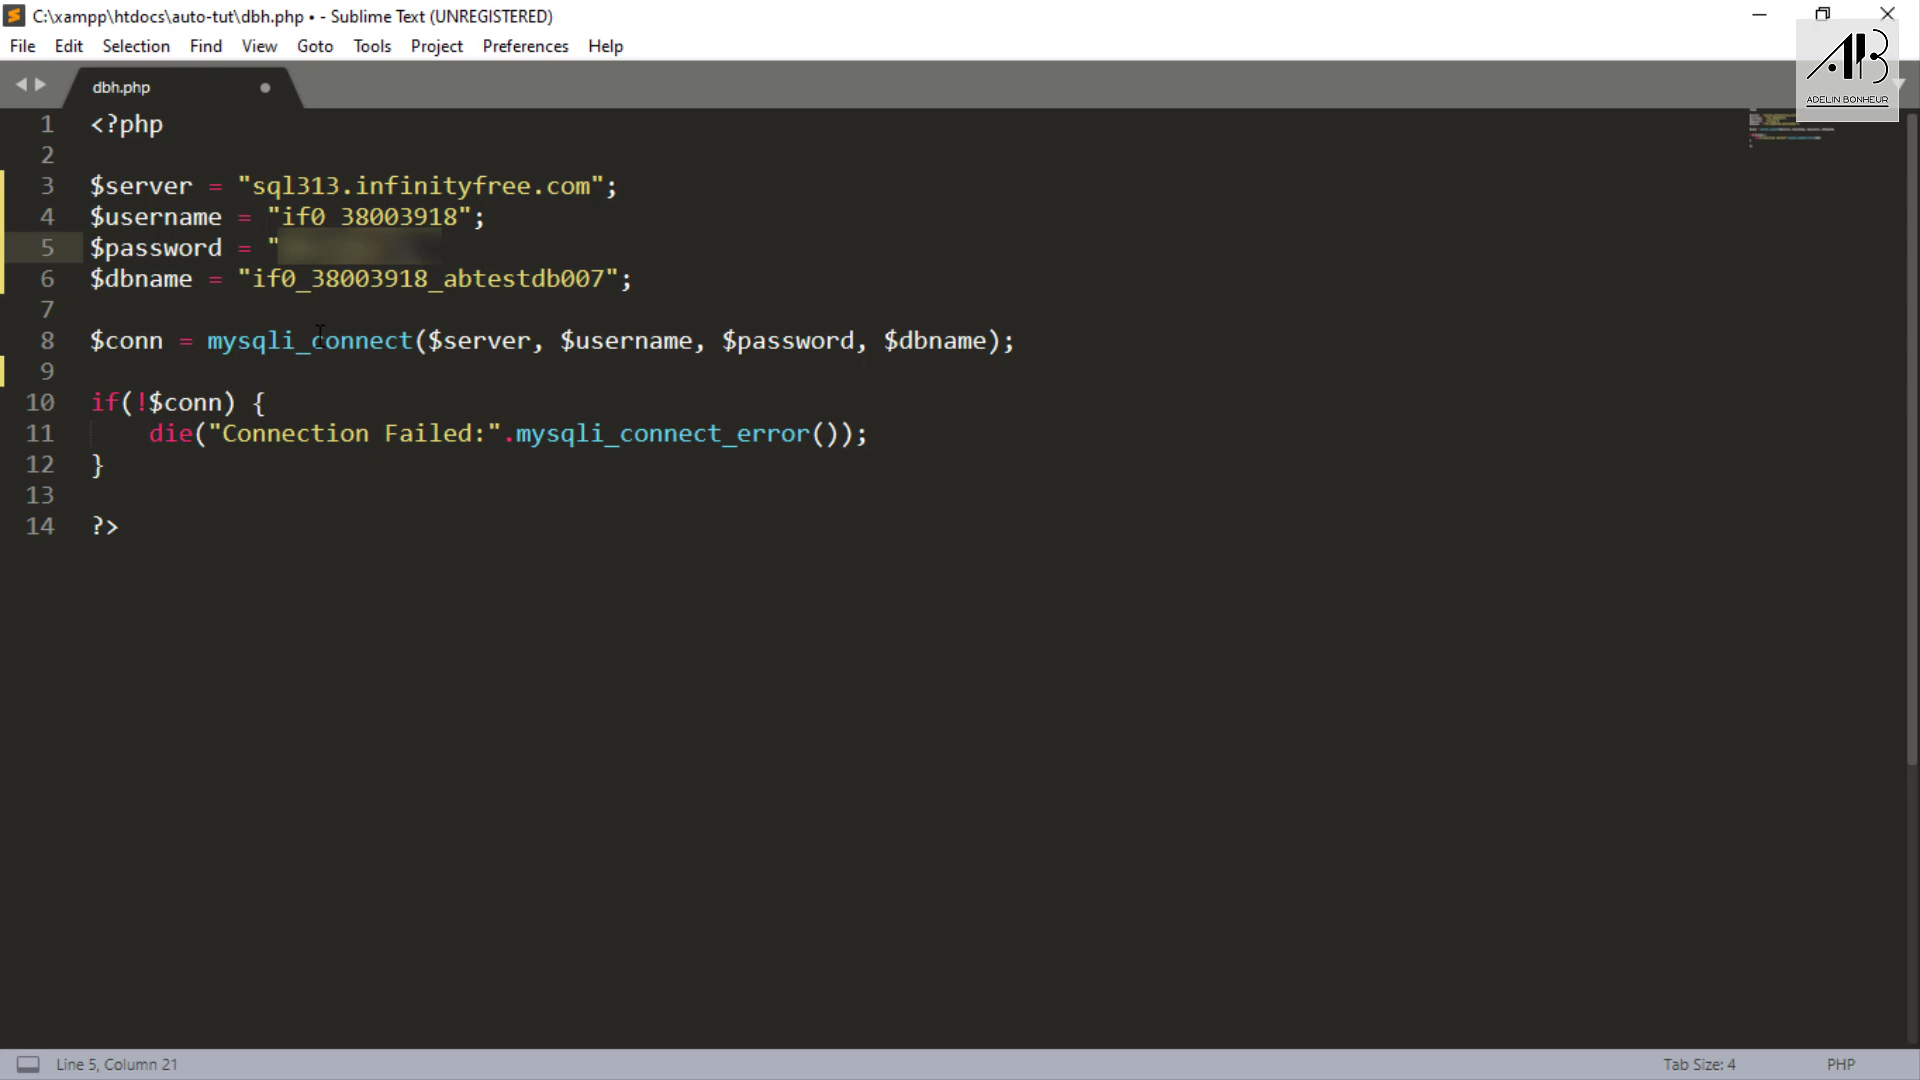 C:\xampp\htdocs\auto-tut\dbh.php • - Sublime Text (UNREGISTERED)
File Edit Selection Find View Goto Tools Project Preferences Help
dbh.php
ADELIN BONHEUR
1 <?php
2
3 $server = "sql313.infinityfree.com";
4 $username = "if0_38003918";
5 $password = "
6 $dbname = "if0_38003918_abtestdb007";
7
8 $conn = mysqli_connect($server, $username, $password, $dbname);
9
10 if(!$conn) {
11 die("Connection Failed:".mysqli_connect_error());
12 }
13
14 ?>
Line 5, Column 21 Tab Size: 4 PHP